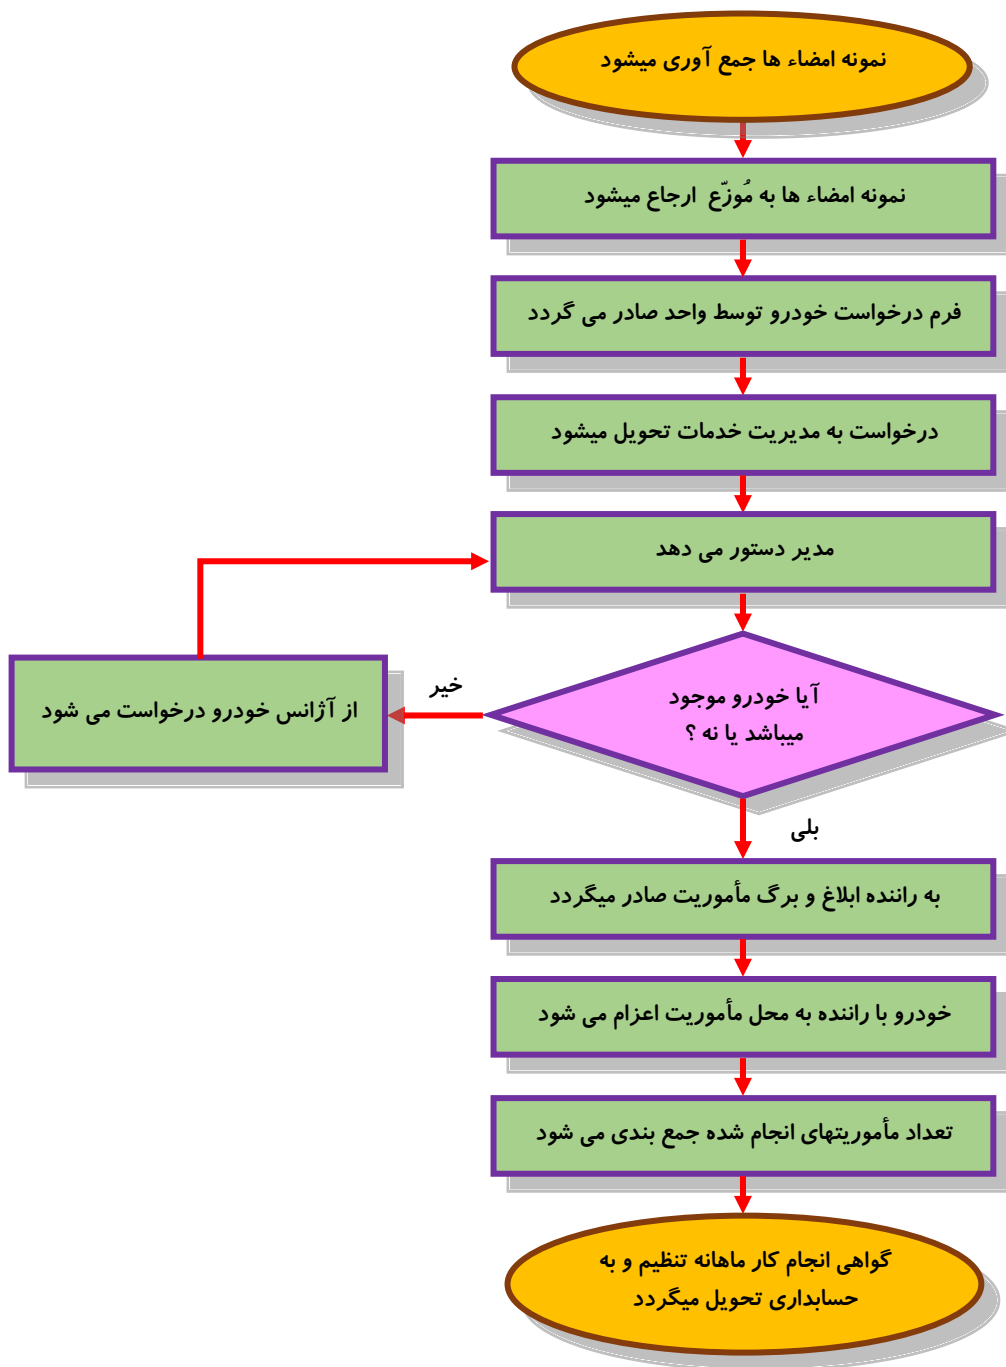 نمونه امضاء ها جمع آوری میشود
نمونه امضاء ها به مُوزّع ارجاع میشود
فرم درخواست خودرو توسط واحد صادر می گردد
درخواست به مدیریت خدمات تحویل میشود
مدیر دستور می دهد
آیا خودرو موجود
میباشد یا نه ؟
خیر
از آژانس خودرو درخواست می شود
بلی
به راننده ابلاغ و برگ مأموریت صادر میگردد
خودرو با راننده به محل مأموریت اعزام می شود
تعداد مأموریتهای انجام شده جمع بندی می شود
گواهی انجام کار ماهانه تنظیم و به
حسابداری تحویل میگردد